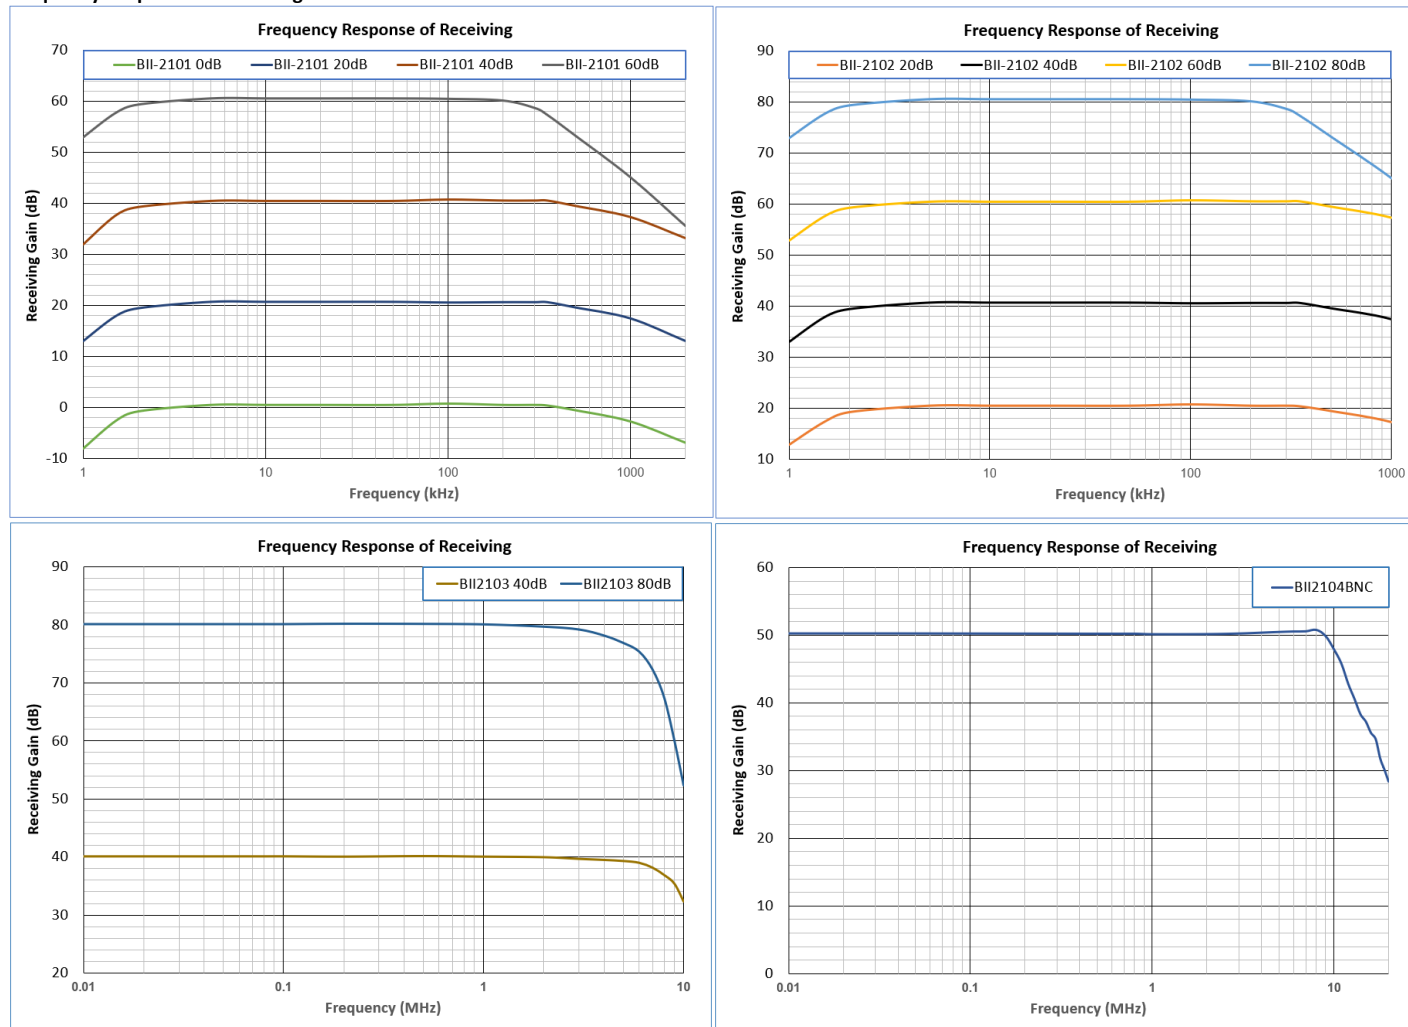 Frequency Response of Receiving
BII-2101 0dB BII-2101 20dB BII-2101 40dB BII-2101 60dB
Receiving Gain (dB)
70
60
50
40
30
20
10
0
-10
1 10 100 1000
Frequency (kHz)
Frequency Response of Receiving
BII-2102 20dB BII-2102 40dB BII-2102 60dB BII-2102 80dB
Receiving Gain (dB)
90
80
70
60
50
40
30
20
10
1 10 100 1000
Frequency (kHz)
Frequency Response of Receiving
BII2103 40dB BII2103 80dB
Receiving Gain (dB)
90
80
70
60
50
40
30
20
0.01 0.1 1 10
Frequency (MHz)
Frequency Response of Receiving
BII2104BNC
Receiving Gain (dB)
60
50
40
30
20
10
0
0.01 0.1 1 10
Frequency (MHz)